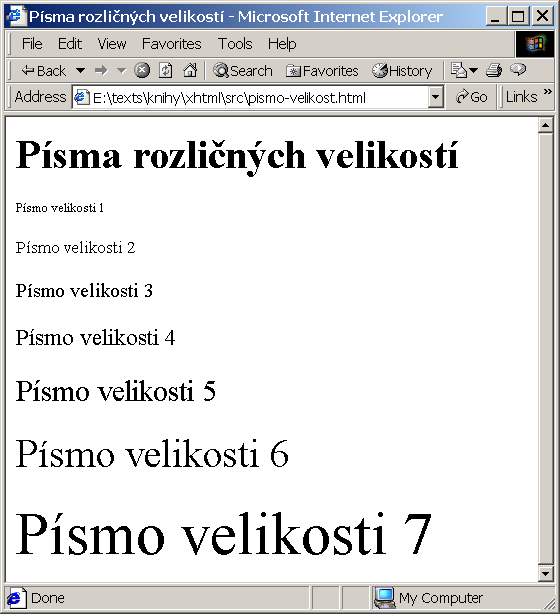 Písma rozličných velikostí - Microsoft Internet Explorer
File Edit View Favorites Tools Help
Back Search Favorites History
Address E:\texts\knihy\xhtml\src\pismo-velikost.html Go Links »
Písma rozličných velikostí
Písmo velikosti 1
Písmo velikosti 2
Písmo velikosti 3
Písmo velikosti 4
Písmo velikosti 5
Písmo velikosti 6
Písmo velikosti 7
Done My Computer